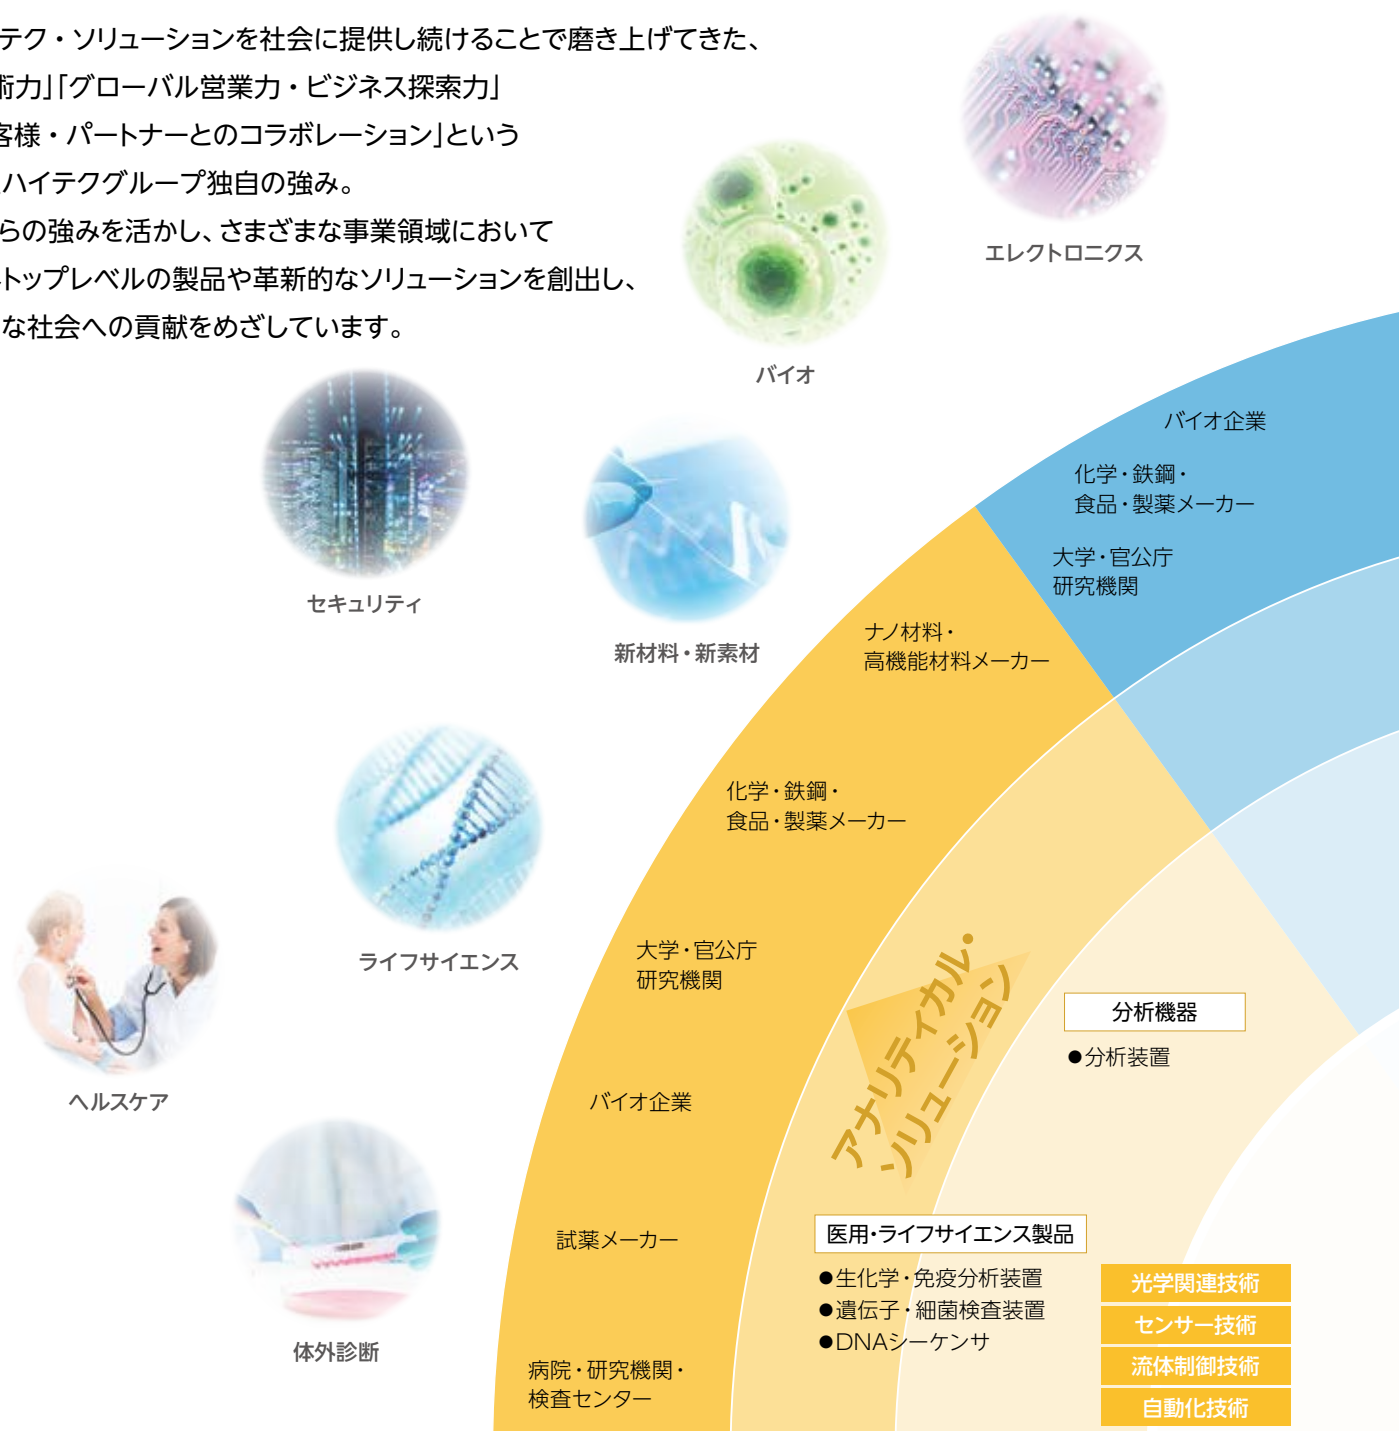 テク・ソリューションを社会に提供し続けることで磨き上げてきた、
術力」「グローバル営業力・ビジネス探索力」
客様・パートナーとのコラボレーション」という
ハイテクグループ独自の強み。
らの強みを活かし、さまざまな事業領域において
トップレベルの製品や革新的なソリューションを創出し、
な社会への貢献をめざしています。
エレクトロニクス
バイオ
セキュリティ
新材料・新素材
ライフサイエンス
ヘルスケア
体外診断
バイオ企業
化学・鉄鋼・
食品・製薬メーカー
大学・官公庁
研究機関
ナノ材料・
高機能材料メーカー
化学・鉄鋼・
食品・製薬メーカー
大学・官公庁
研究機関
バイオ企業
試薬メーカー
病院・研究機関・
検査センター
アナリティカル・
ソリューション
分析機器
●分析装置
医用・ライフサイエンス製品
●生化学・免疫分析装置
●遺伝子・細菌検査装置
●DNAシーケンサ
光学関連技術
センサー技術
流体制御技術
自動化技術